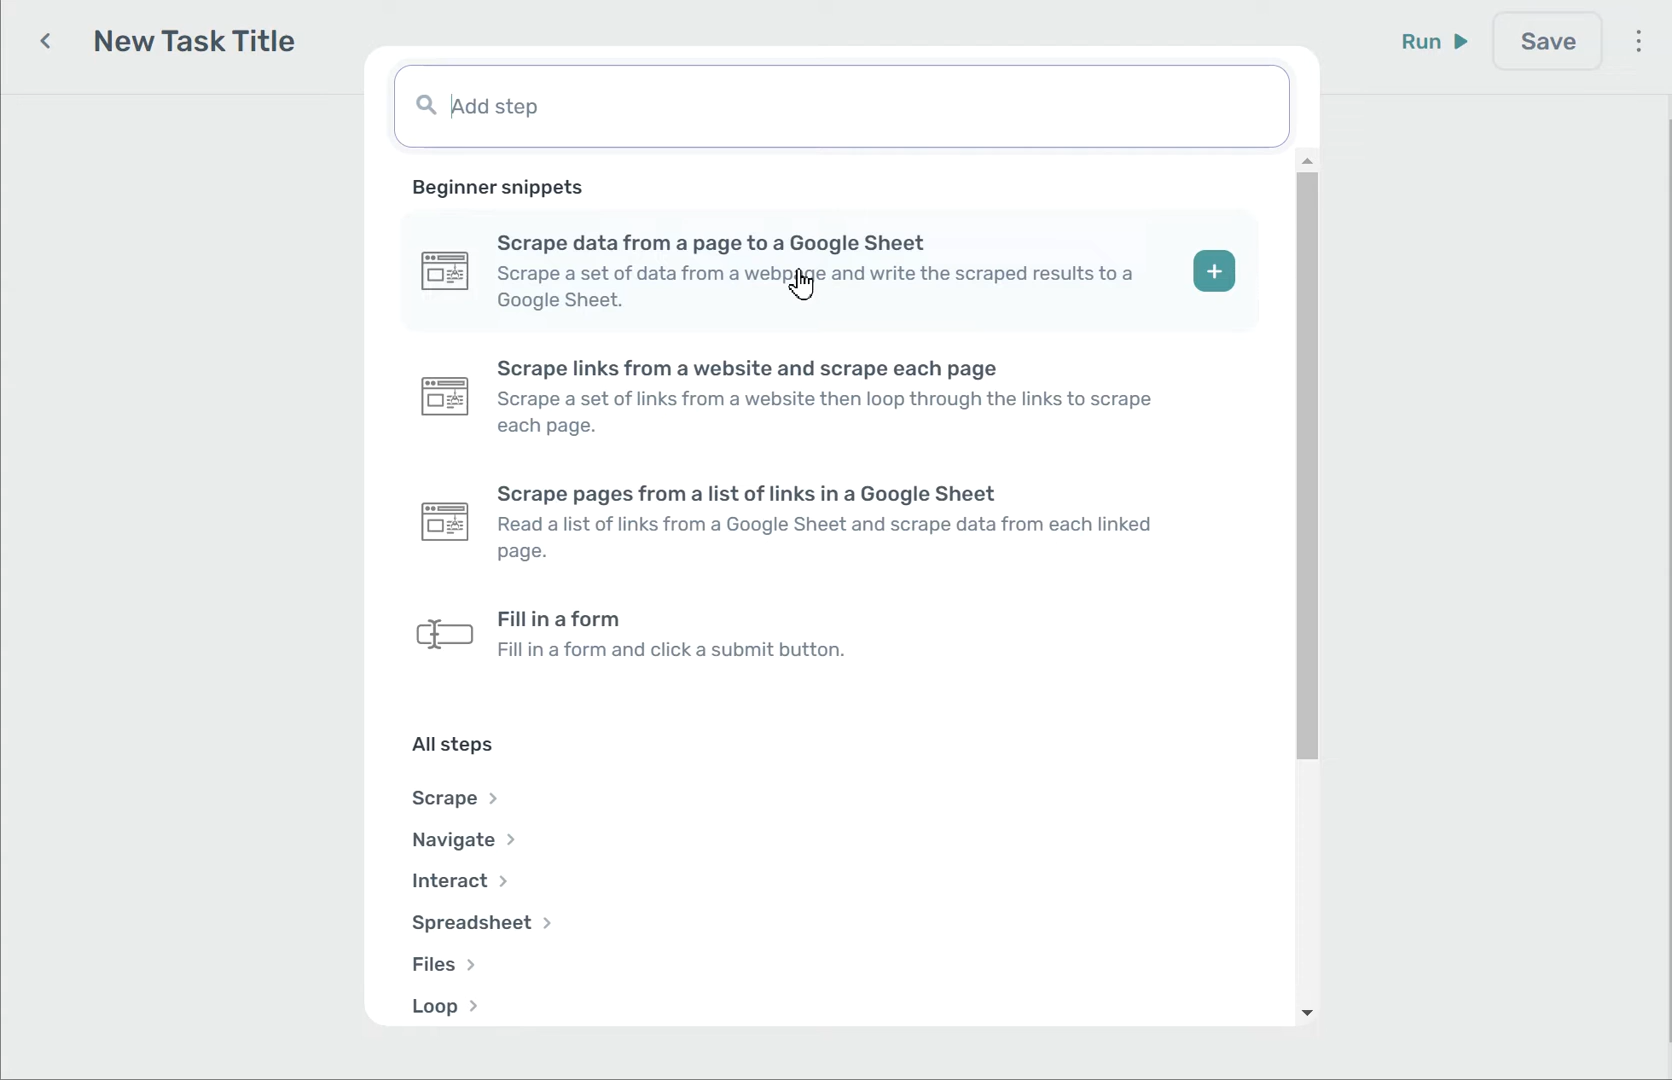 New Task Title
Run
Save
Add step
Beginner snippets
Scrape data from a page to a Google Sheet
Scrape a set of data from a webpage and write the scraped results to a
Google Sheet.
Scrape links from a website and scrape each page
Scrape a set of links from a website then loop through the links to scrape
each page.
Scrape pages from a list of links in a Google Sheet
Read a list of links from a Google Sheet and scrape data from each linked
page.
Fill in a form
Fill in a form and click a submit button.
All steps
Scrape
Navigate
Interact
Spreadsheet
Files
Loop